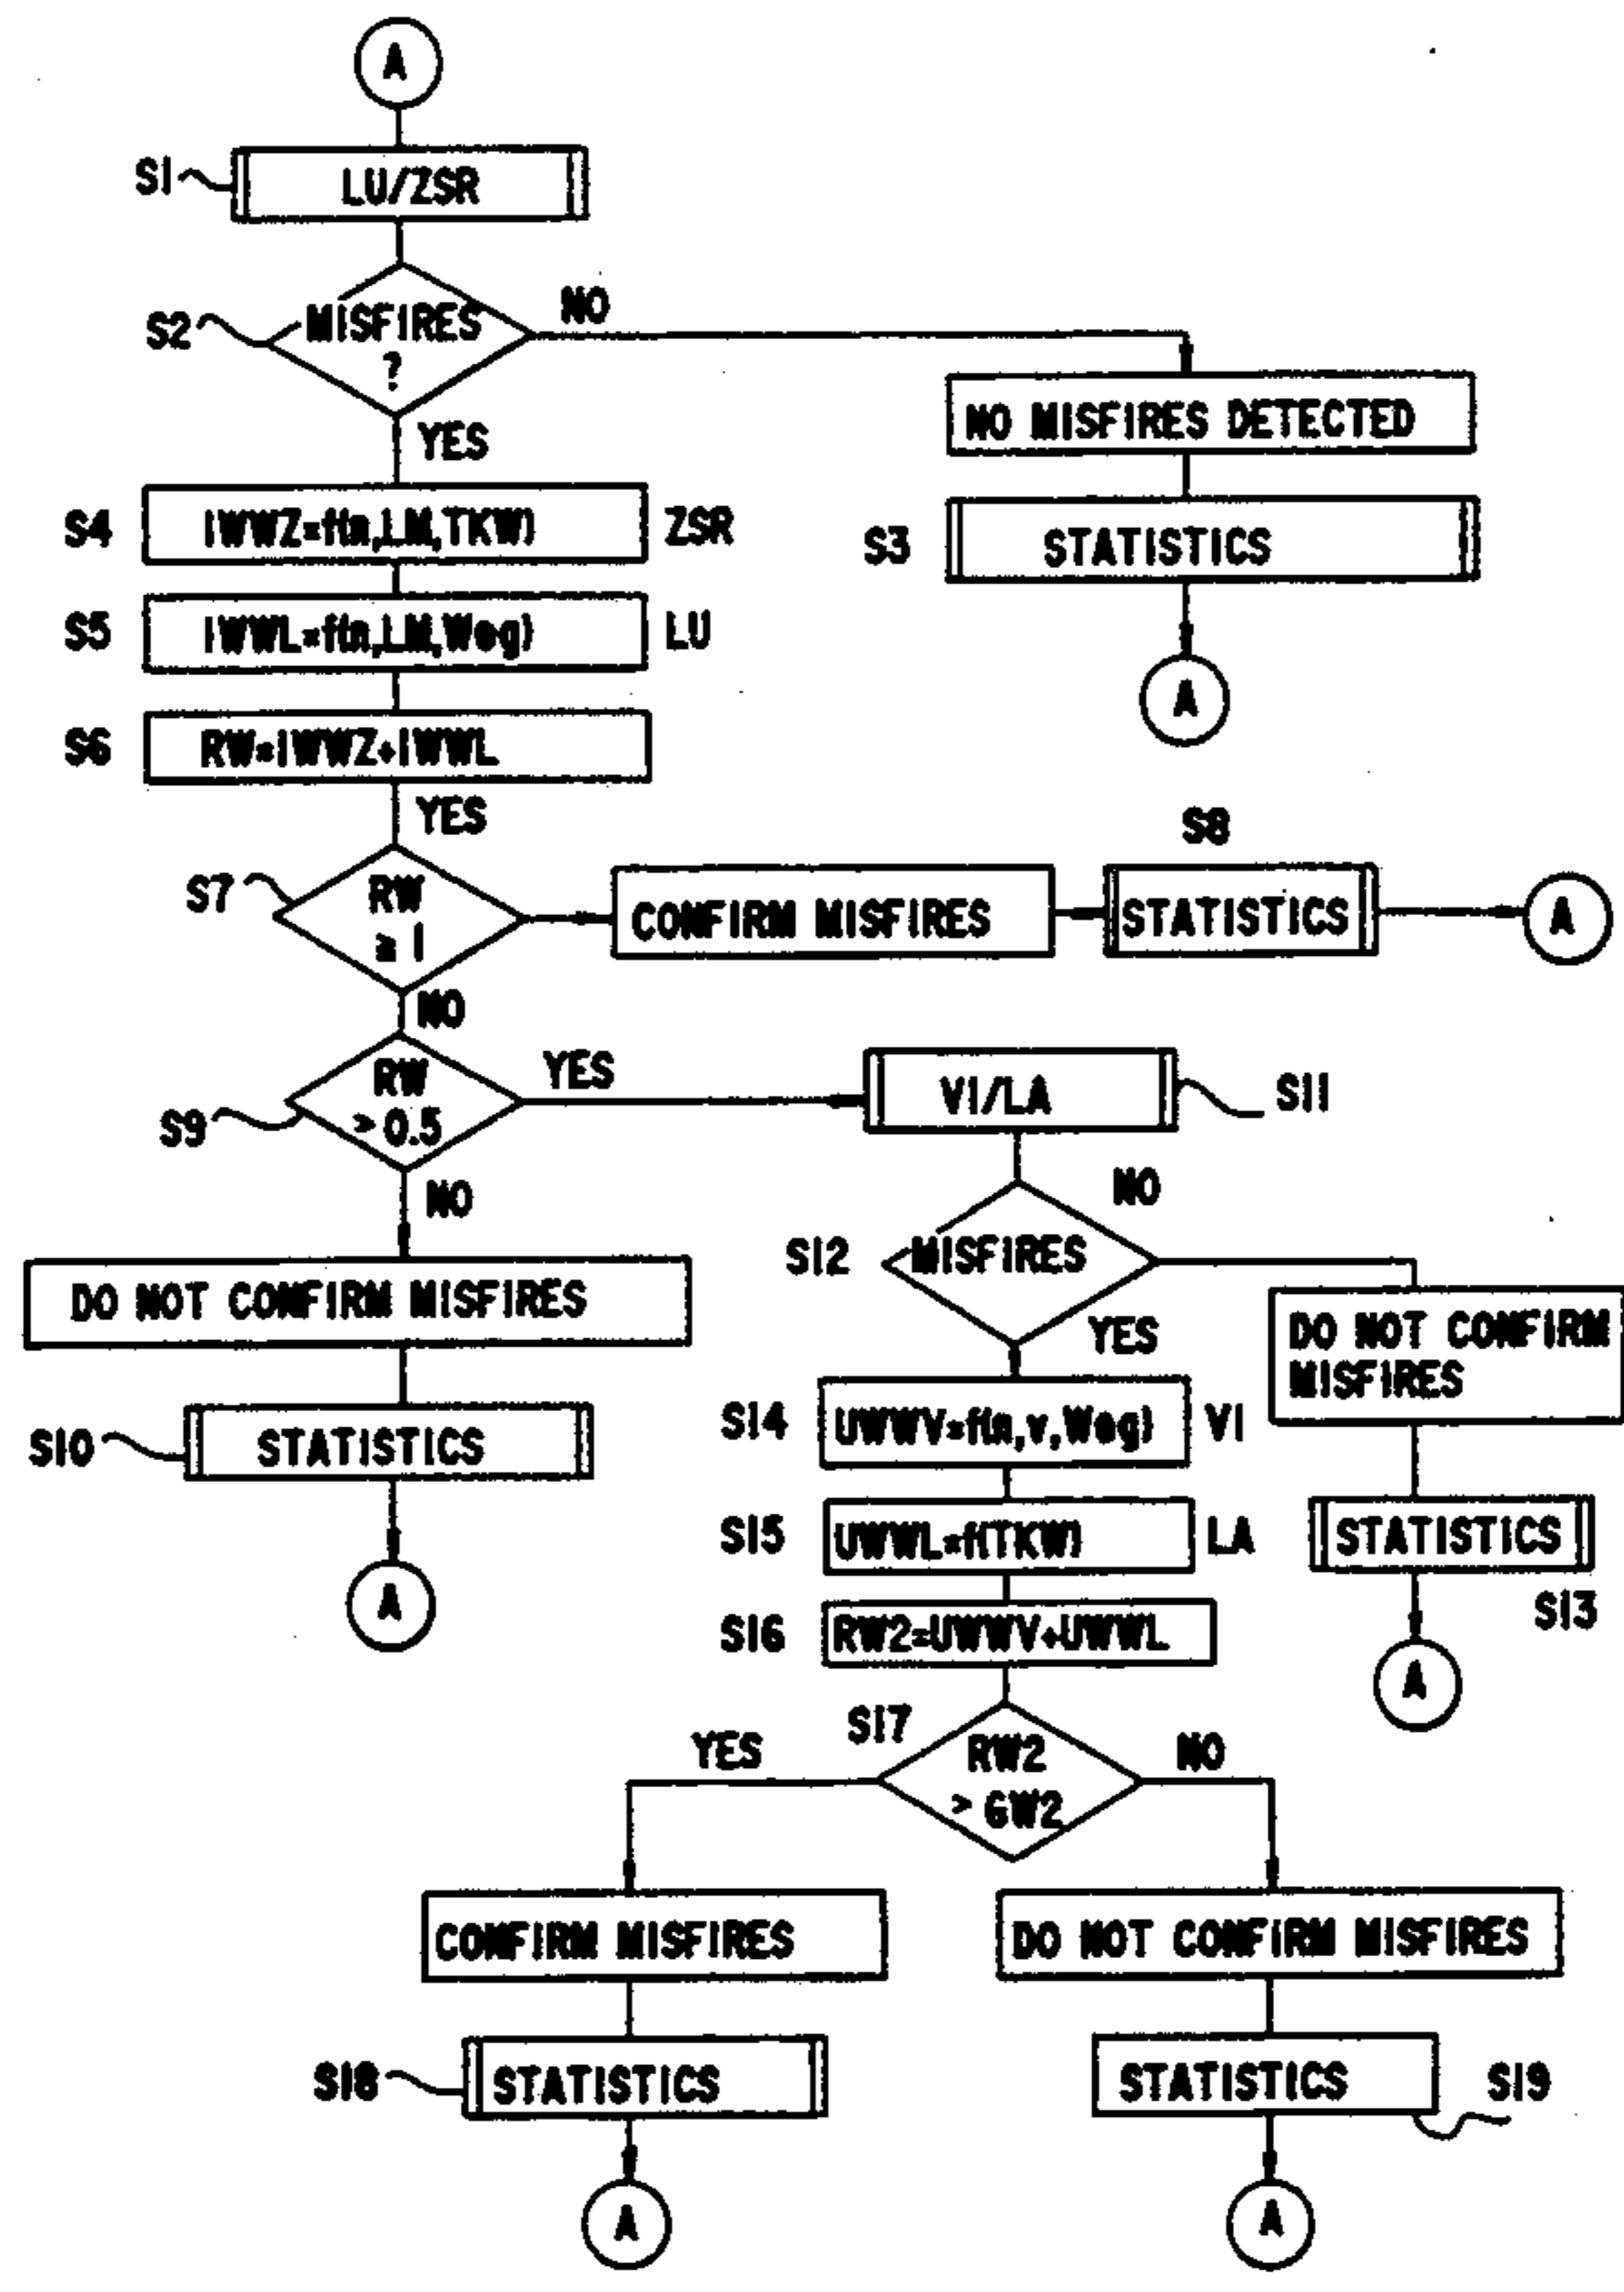 A
S1 LU/ZSR
S2 MISFIRES
?
NO
YES
NO MISFIRES DETECTED
S3 STATISTICS
A
S4 IWWZ=f(n,LM,TKW) ZSR
S5 IWWL=f(n,LM,Weg) LU
S6 RW=IWWZ+IWWL
YES
S7 RW
≧ 1
CONFIRM MISFIRES
S8
STATISTICS
A
NO
S9 RW
> 0.5
YES
VI/LA S11
NO
DO NOT CONFIRM MISFIRES
S10 STATISTICS
A
S12 MISFIRES
NO
YES
DO NOT CONFIRM
MISFIRES
STATISTICS
S13
A
S14 UWWV=f(n,v,Weg) VI
S15 UWWL=f(TKW) LA
S16 RW2=UWWV+UWWL
S17 RW2
> GW2
YES
NO
CONFIRM MISFIRES
S18 STATISTICS
A
DO NOT CONFIRM MISFIRES
STATISTICS S19
A